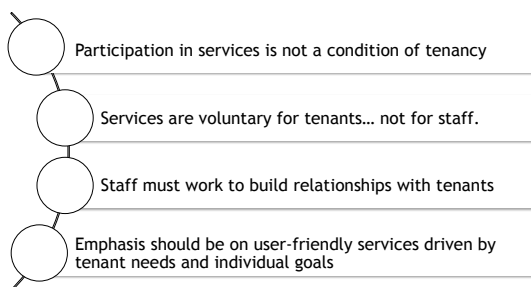 Participation in services is not a condition of tenancy
Services are voluntary for tenants… not for staff.
Staff must work to build relationships with tenants
Emphasis should be on user-friendly services driven by
tenant needs and individual goals